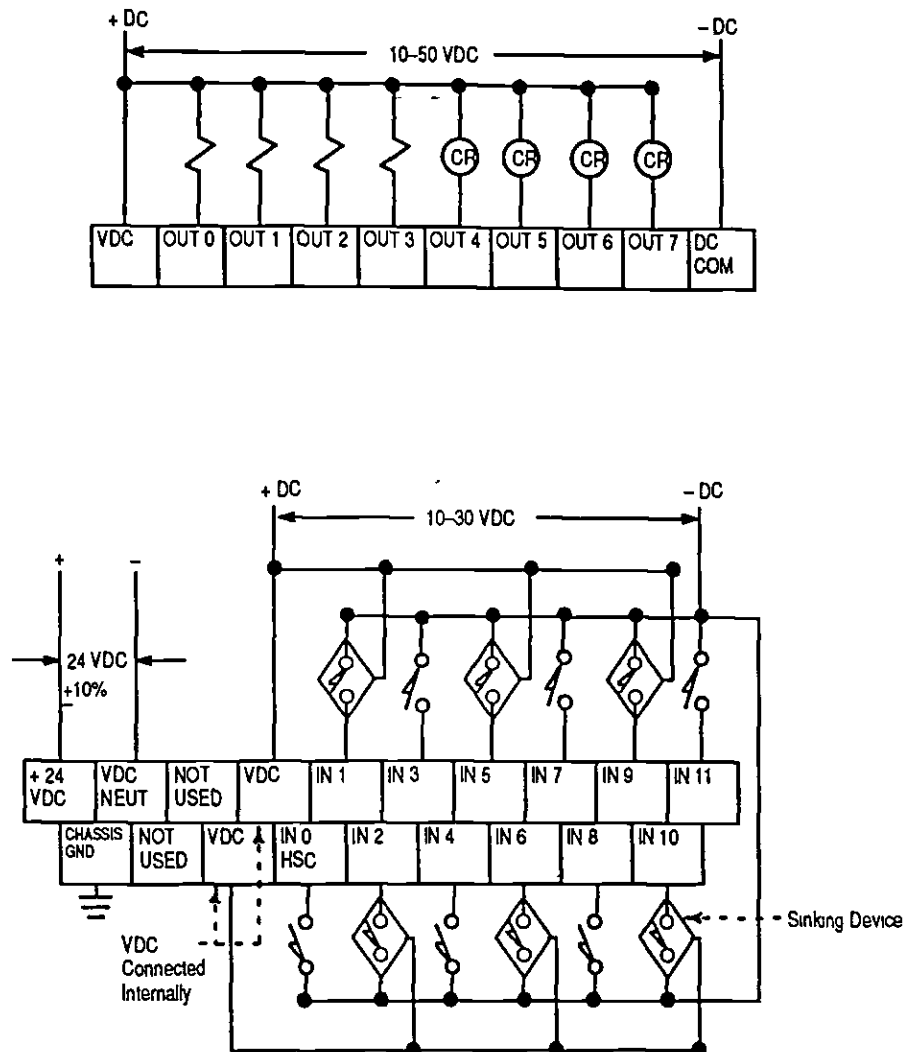 + DC
– DC
10–50 VDC
CR CR CR CR
VDC OUT 0 OUT 1 OUT 2 OUT 3 OUT 4 OUT 5 OUT 6 OUT 7 DC
COM
+ DC
– DC
10–30 VDC
+ –
24 VDC
±10%
+ 24 VDC NOT VDC IN 1 IN 3 IN 5 IN 7 IN 9 IN 11
VDC NEUT USED
CHASSIS NOT VDC IN 0 IN 2 IN 4 IN 6 IN 8 IN 10
GND USED HSC
Sinking Device
VDC
Connected
Internally